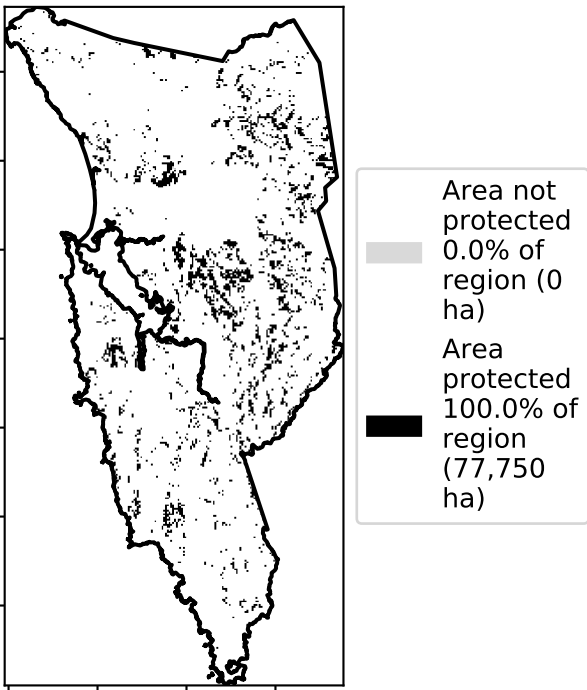 Area not
protected
0.0% of
region (0
ha)
Area
protected
100.0% of
region
(77,750
ha)